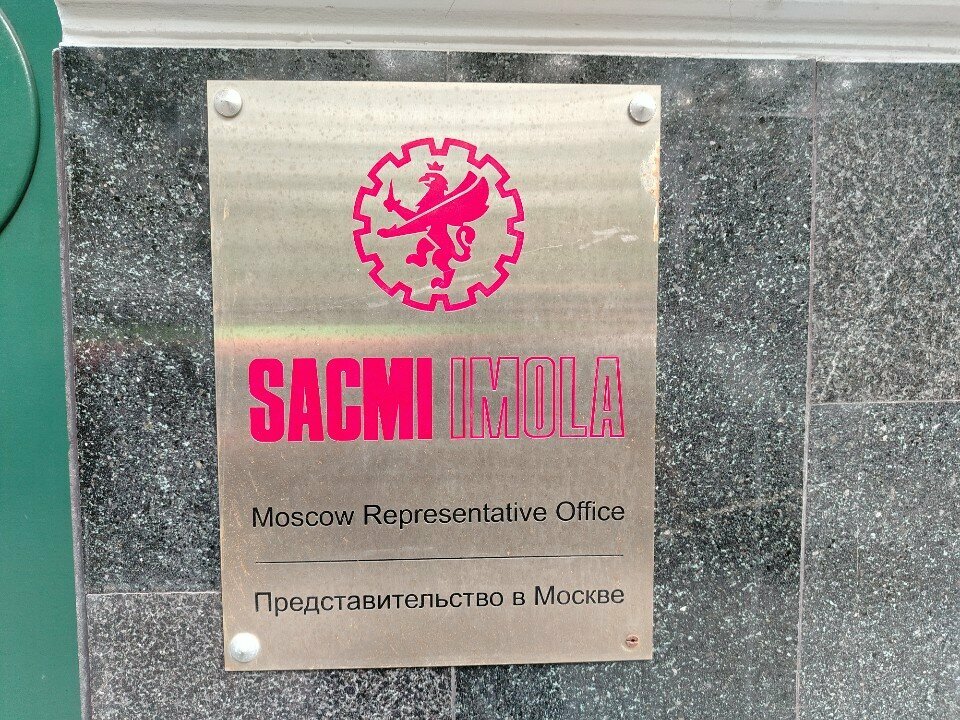 SACMI IMOLA
Moscow Representative Office
Представительство в Москве